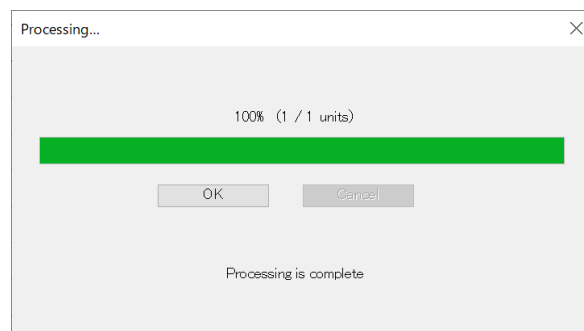 Processing...
100% (1 / 1 units)
OK
Cancel
Processing is complete